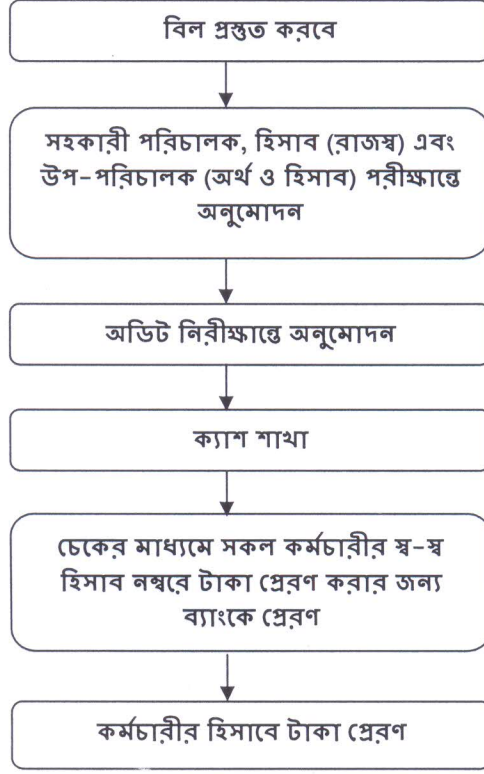 বিল প্রস্তুত করবে
সহকারী পরিচালক, হিসাব (রাজস্ব) এবং
উপ-পরিচালক (অর্থ ও হিসাব) পরীক্ষান্তে
অনুমোদন
অডিট নিরীক্ষান্তে অনুমোদন
ক্যাশ শাখা
চেকের মাধ্যমে সকল কর্মচারীর স্ব-স্ব
হিসাব নম্বরে টাকা প্রেরণ করার জন্য
ব্যাংকে প্রেরণ
কর্মচারীর হিসাবে টাকা প্রেরণ